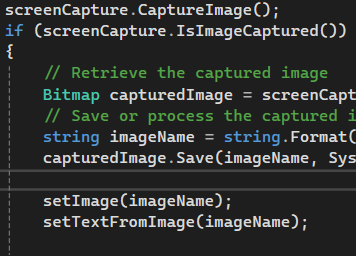 screenCapture.CaptureImage();
if (screenCapture.IsImageCaptured())
{
// Retrieve the captured image
Bitmap capturedImage = screenCapt
// Save or process the captured i
string imageName = string.Format(
capturedImage.Save(imageName, Sys
setImage(imageName);
setTextFromImage(imageName);